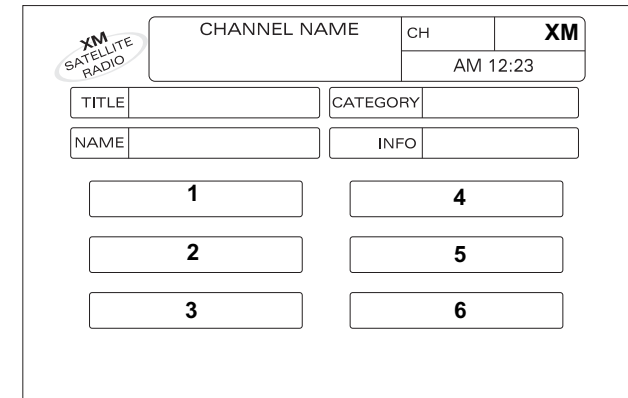 XM
SATELLITE
RADIO
CHANNEL NAME
CH
XM
AM 12:23
TITLE
CATEGORY
NAME
INFO
1
4
2
5
3
6